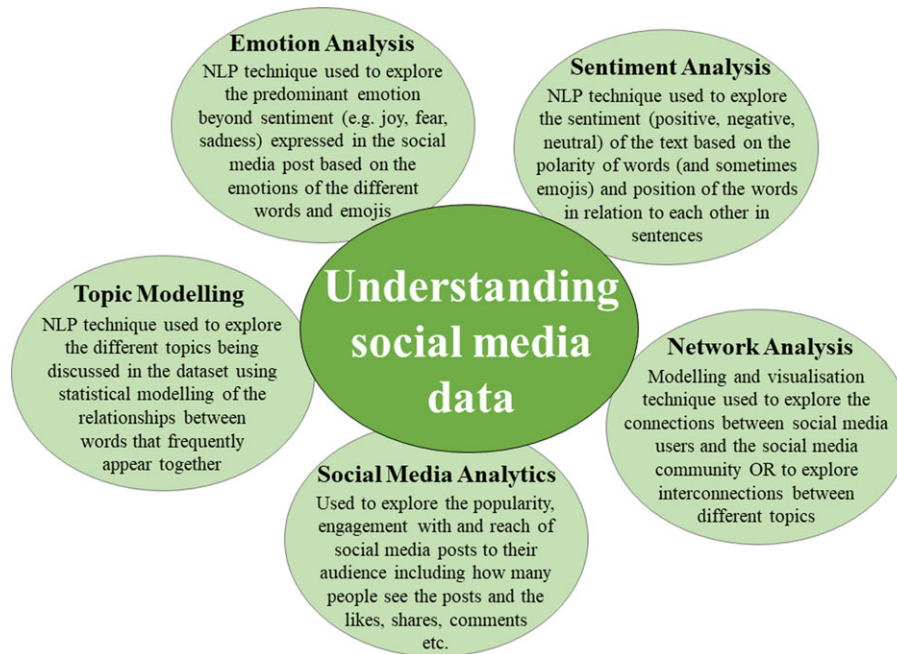 Emotion Analysis
NLP technique used to explore
the predominant emotion
beyond sentiment (e.g. joy, fear,
sadness) expressed in the social
media post based on the
emotions of the different
words and emojis
Sentiment Analysis
NLP technique used to explore
the sentiment (positive, negative,
neutral) of the text based on the
polarity of words (and sometimes
emojis) and position of the words
in relation to each other in
sentences
Understanding
social media
data
Topic Modelling
NLP technique used to explore
the different topics being
discussed in the dataset using
statistical modelling of the
relationships between
words that frequently
appear together
Network Analysis
Modelling and visualisation
technique used to explore the
connections between social media
users and the social media
community OR to explore
interconnections between
different topics
Social Media Analytics
Used to explore the popularity,
engagement with and reach of
social media posts to their
audience including how many
people see the posts and the
likes, shares, comments
etc.